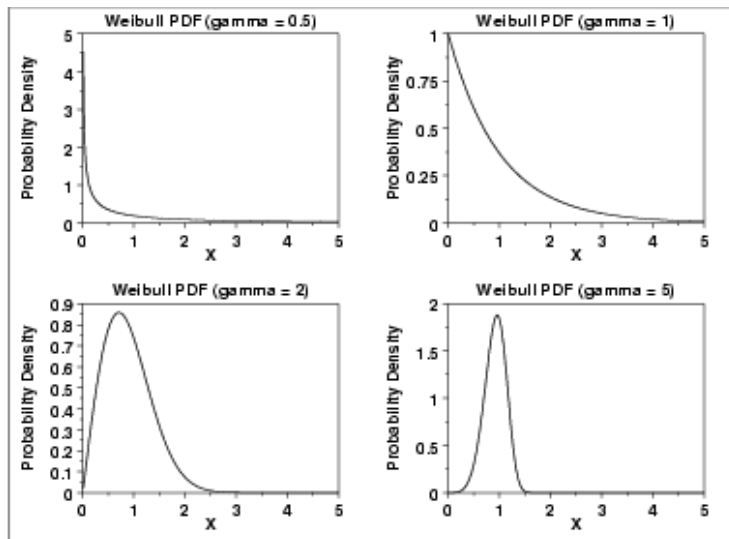 Weibull PDF (gamma = 0.5)
5
4
3
2
1
0
Probability Density
0 1 2 3 4 5
X
Weibull PDF (gamma = 1)
1
0.75
0.5
0.25
0
Probability Density
0 1 2 3 4 5
X
Weibull PDF (gamma = 2)
0.9
0.8
0.7
0.6
0.5
0.4
0.3
0.2
0.1
0
Probability Density
0 1 2 3 4 5
X
Weibull PDF (gamma = 5)
2
1.5
1
0.5
0
Probability Density
0 1 2 3 4 5
X